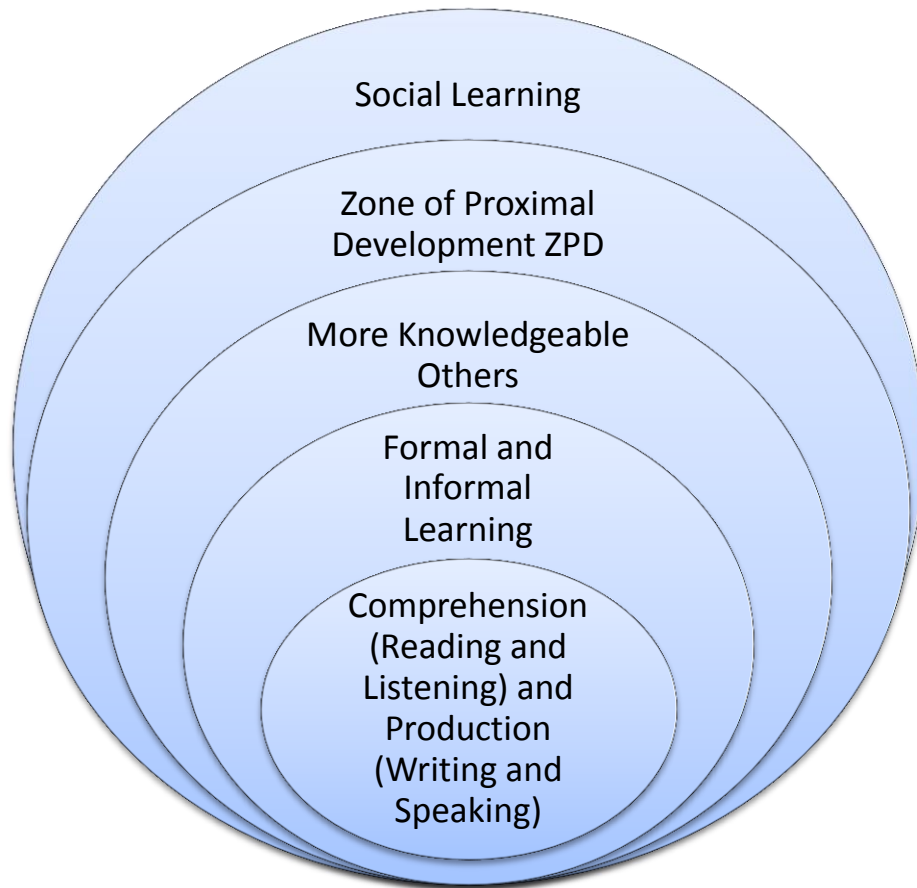 Social Learning
Zone of Proximal
Development ZPD
More Knowledgeable
Others
Formal and
Informal
Learning
Comprehension
(Reading and
Listening) and
Production
(Writing and
Speaking)